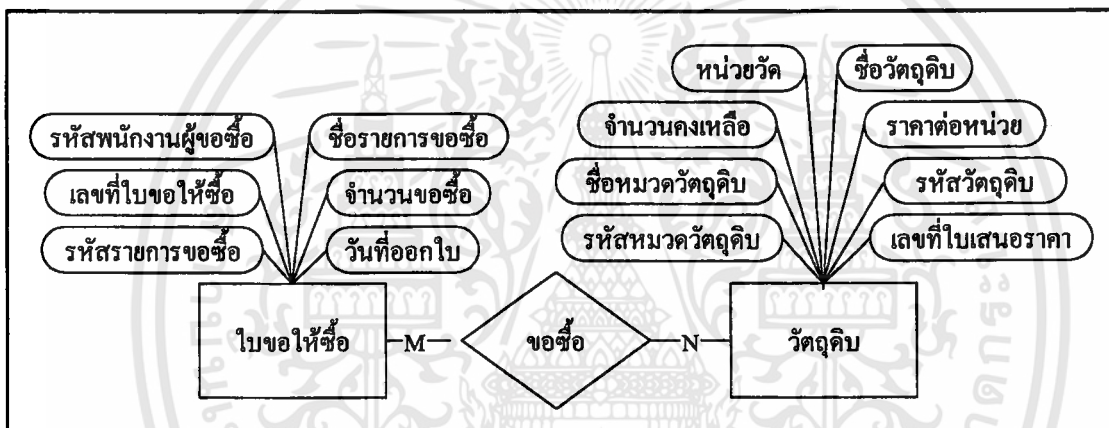 หน่วยวัด
ชื่อวัตถุดิบ
รหัสพนักงานผู้ขอซื้อ
ชื่อรายการขอซื้อ
จำนวนคงเหลือ
ราคาต่อหน่วย
เลขที่ใบขอให้ซื้อ
จำนวนขอซื้อ
ชื่อหมวดวัตถุดิบ
รหัสวัตถุดิบ
รหัสรายการขอซื้อ
วันที่ออกใบ
รหัสหมวดวัตถุดิบ
เลขที่ใบเสนอราคา
ใบขอให้ซื้อ
M
ขอซื้อ
N
วัตถุดิบ